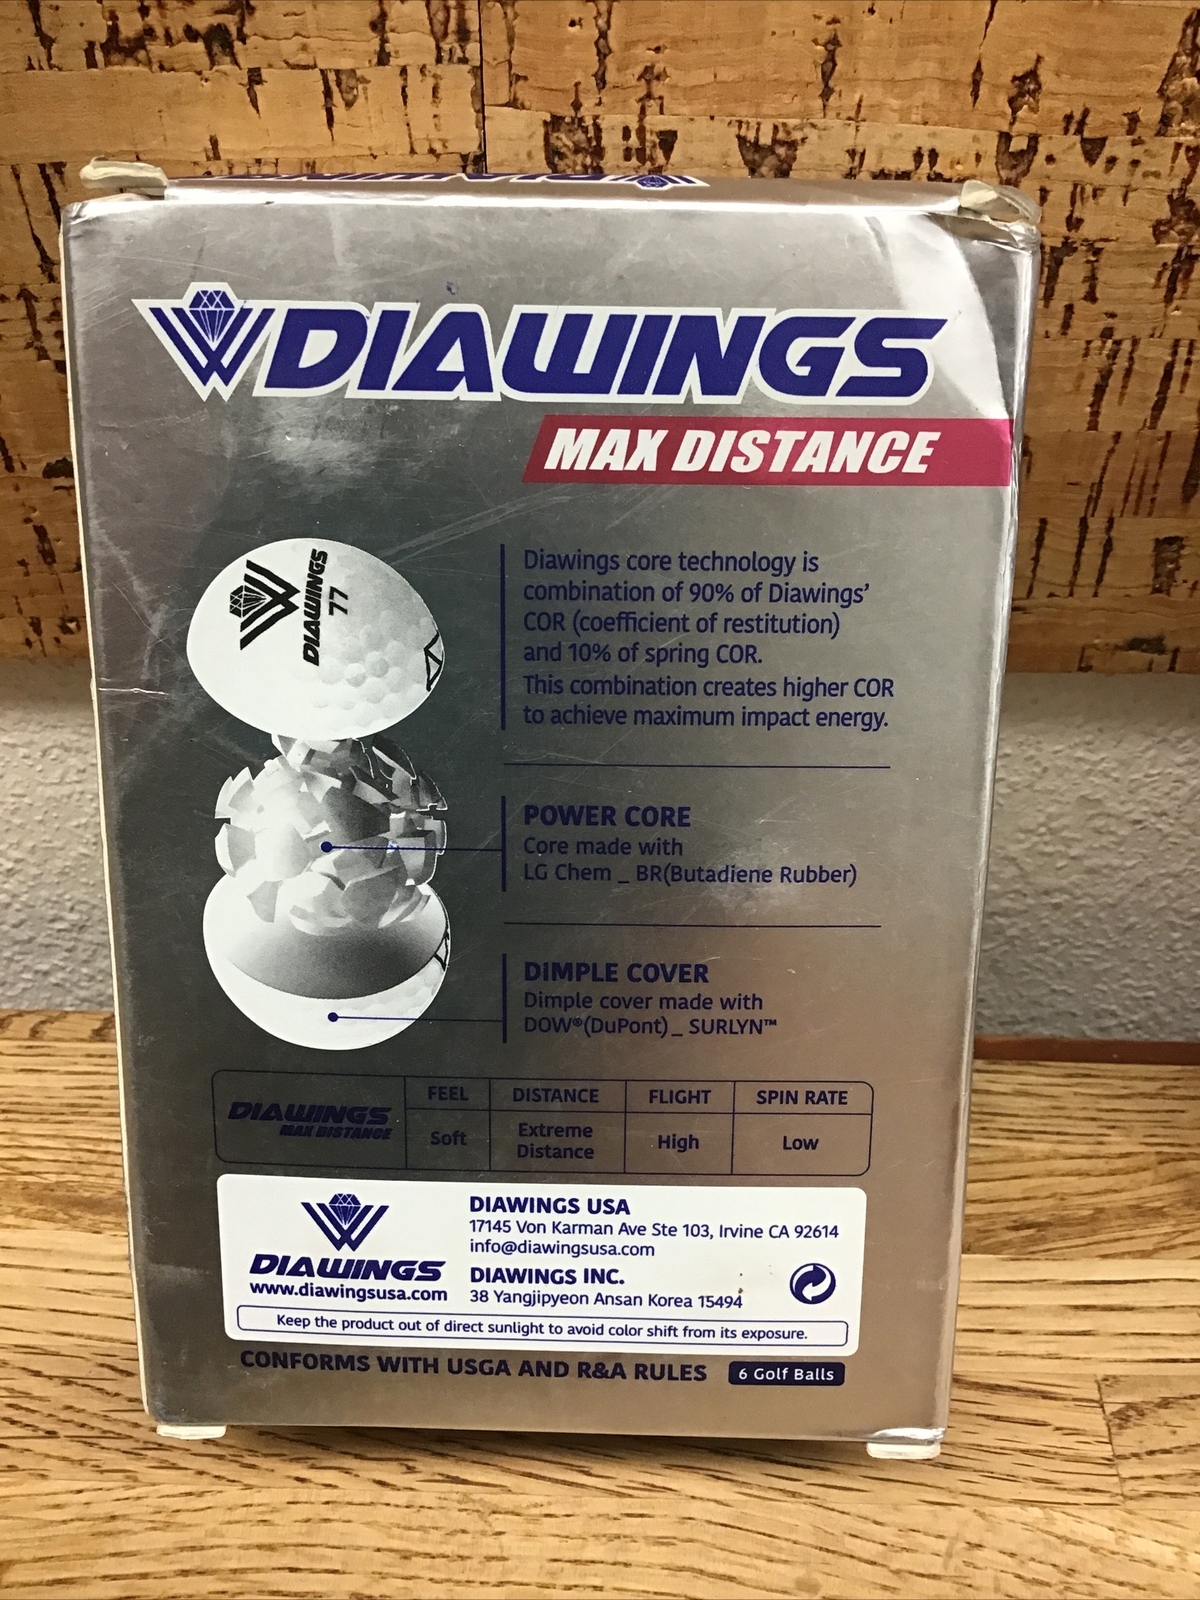 DIAWINGS
DIAWINGS
MAX DISTANCE
DIAWINGS
77
Diawings core technology is
combination of 90% of Diawings’
COR (coefficient of restitution)
and 10% of spring COR.
This combination creates higher COR
to achieve maximum impact energy.
POWER CORE
Core made with
LG Chem _ BR(Butadiene Rubber)
DIMPLE COVER
Dimple cover made with
DOW®(DuPont)_ SURLYN™
FEEL DISTANCE FLIGHT SPIN RATE
DIAWINGS MAX DISTANCE Soft Extreme Distance High Low
DIAWINGS
www.diawingsusa.com
DIAWINGS USA
17145 Von Karman Ave Ste 103, Irvine CA 92614
info@diawingsusa.com
DIAWINGS INC.
38 Yangjipyeon Ansan Korea 15494
Keep the product out of direct sunlight to avoid color shift from its exposure.
CONFORMS WITH USGA AND R&A RULES 6 Golf Balls